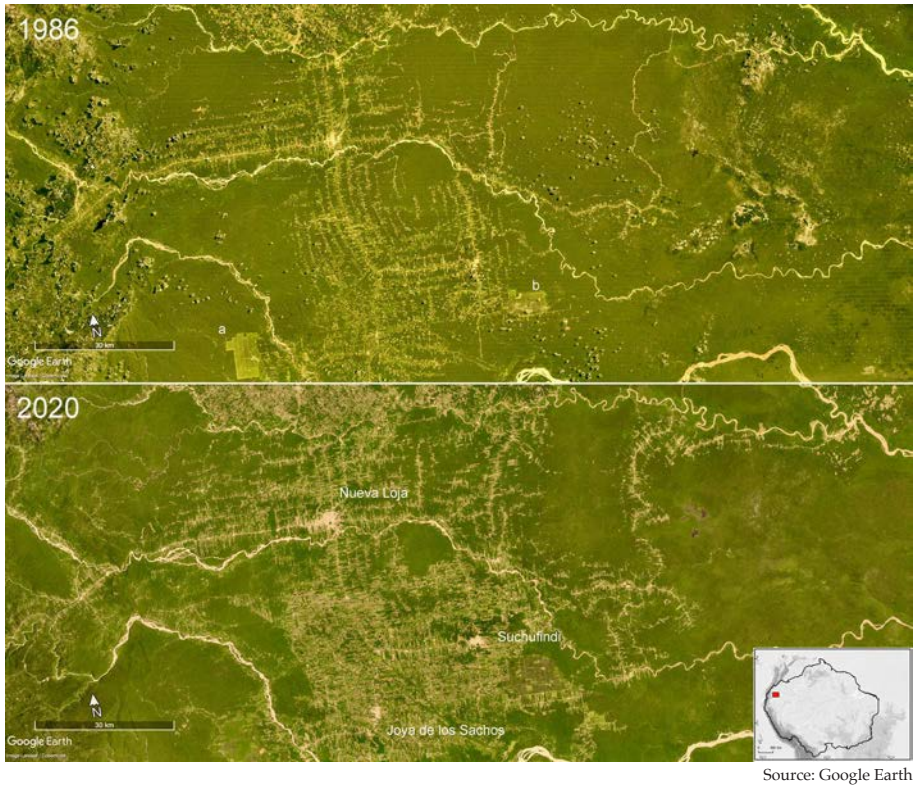 1986
b
a
N
30 km
Google Earth
2020
Nueva Loja
Suchufindi
Joya de los Sachos
N
30 km
Google Earth
Source: Google Earth